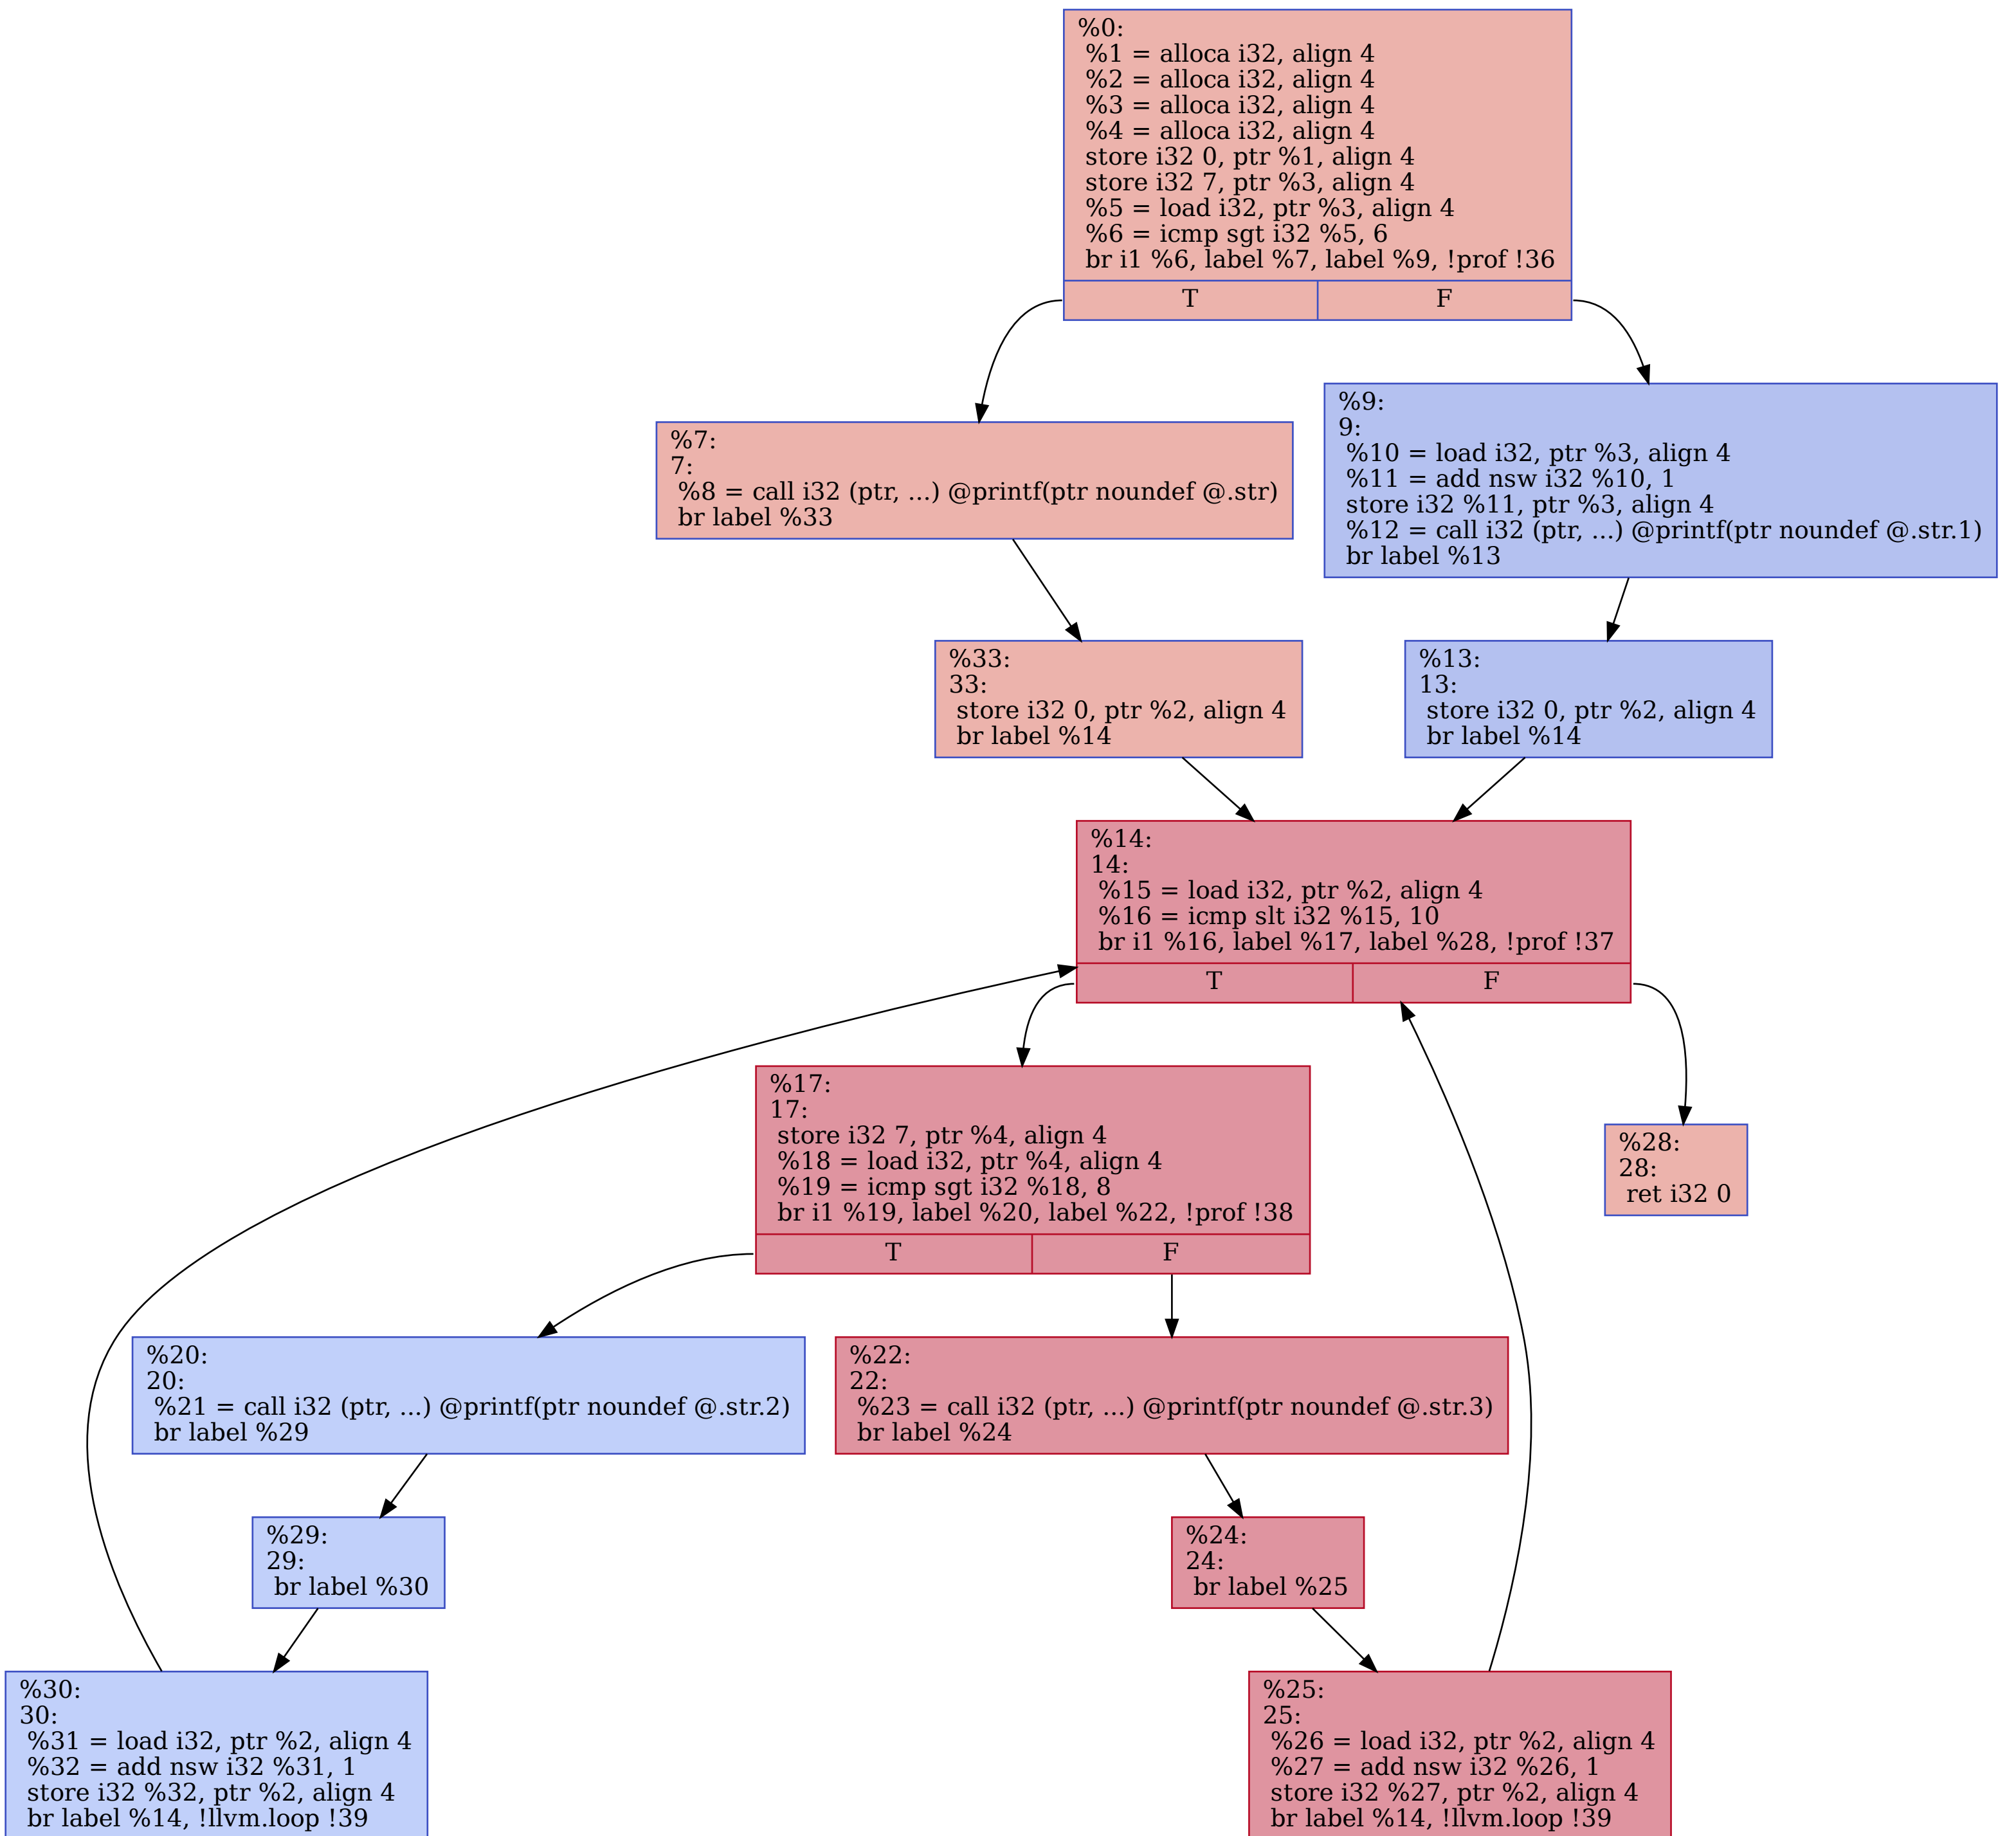 %0:
%1 = alloca i32, align 4
%2 = alloca i32, align 4
%3 = alloca i32, align 4
%4 = alloca i32, align 4
store i32 0, ptr %1, align 4
store i32 7, ptr %3, align 4
%5 = load i32, ptr %3, align 4
%6 = icmp sgt i32 %5, 6
br i1 %6, label %7, label %9, !prof !36
T
F
%7:
7:
%8 = call i32 (ptr, ...) @printf(ptr noundef @.str)
br label %33
%9:
9:
%10 = load i32, ptr %3, align 4
%11 = add nsw i32 %10, 1
store i32 %11, ptr %3, align 4
%12 = call i32 (ptr, ...) @printf(ptr noundef @.str.1)
br label %13
%33:
33:
store i32 0, ptr %2, align 4
br label %14
%13:
13:
store i32 0, ptr %2, align 4
br label %14
%14:
14:
%15 = load i32, ptr %2, align 4
%16 = icmp slt i32 %15, 10
br i1 %16, label %17, label %28, !prof !37
T
F
%17:
17:
store i32 7, ptr %4, align 4
%18 = load i32, ptr %4, align 4
%19 = icmp sgt i32 %18, 8
br i1 %19, label %20, label %22, !prof !38
T
F
%28:
28:
ret i32 0
%20:
20:
%21 = call i32 (ptr, ...) @printf(ptr noundef @.str.2)
br label %29
%22:
22:
%23 = call i32 (ptr, ...) @printf(ptr noundef @.str.3)
br label %24
%29:
29:
br label %30
%24:
24:
br label %25
%30:
30:
%31 = load i32, ptr %2, align 4
%32 = add nsw i32 %31, 1
store i32 %32, ptr %2, align 4
br label %14, !llvm.loop !39
%25:
25:
%26 = load i32, ptr %2, align 4
%27 = add nsw i32 %26, 1
store i32 %27, ptr %2, align 4
br label %14, !llvm.loop !39